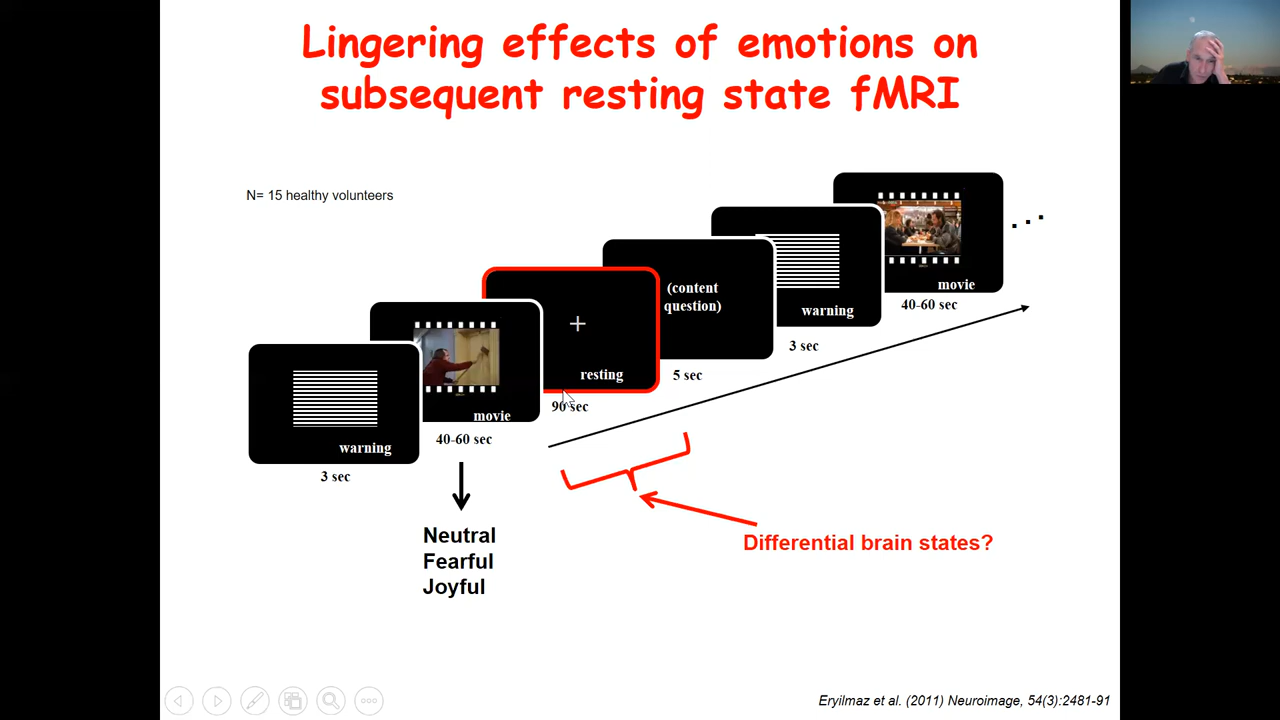 Lingering effects of emotions on
subsequent resting state fMRI
N= 15 healthy volunteers
warning
3 sec
movie
40-60 sec
resting
90 sec
(content
question)
5 sec
warning
3 sec
movie
40-60 sec
...
Neutral
Fearful
Joyful
Differential brain states?
Eryilmaz et al. (2011) Neuroimage, 54(3):2481-91